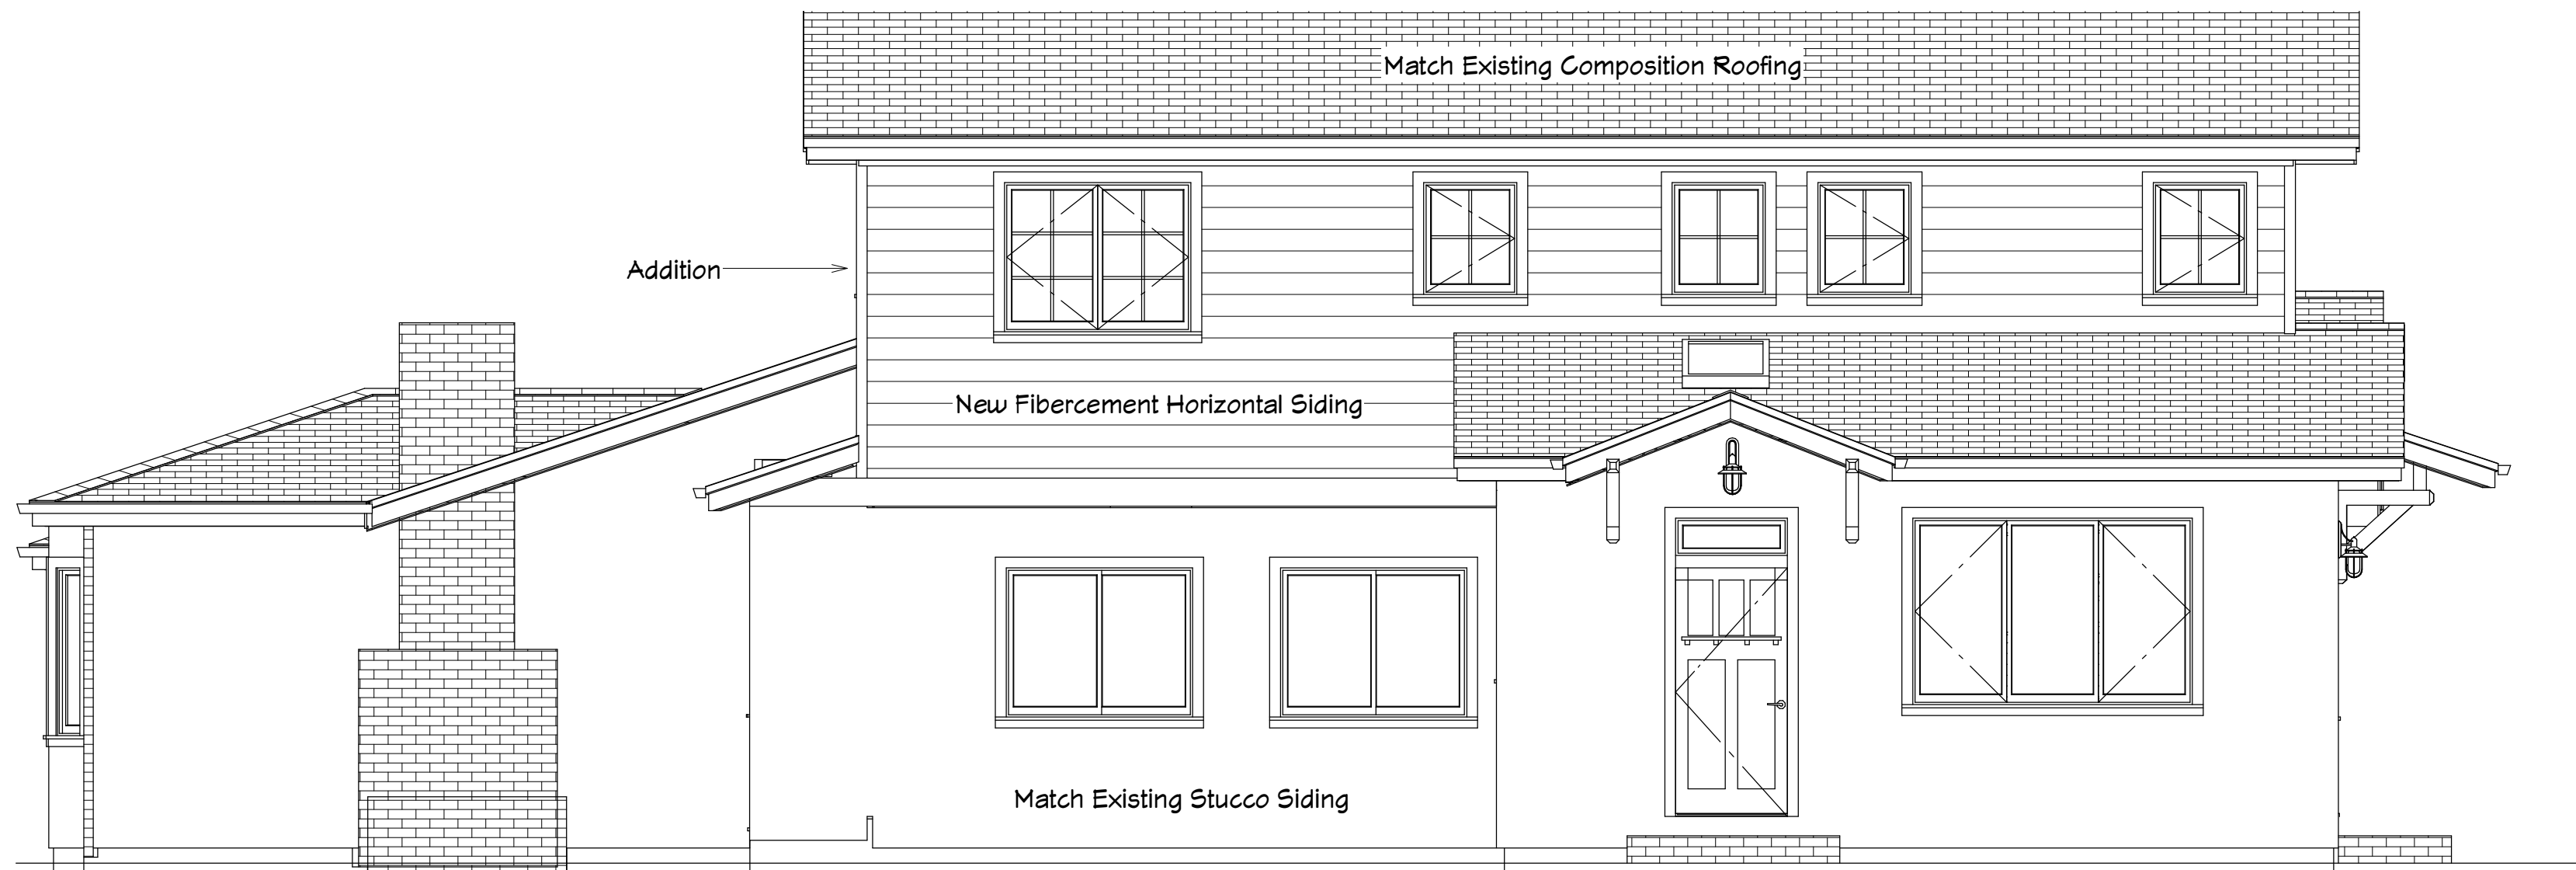 Match Existing Composition Roofing
Addition
New Fibercement Horizontal Siding
Match Existing Stucco Siding